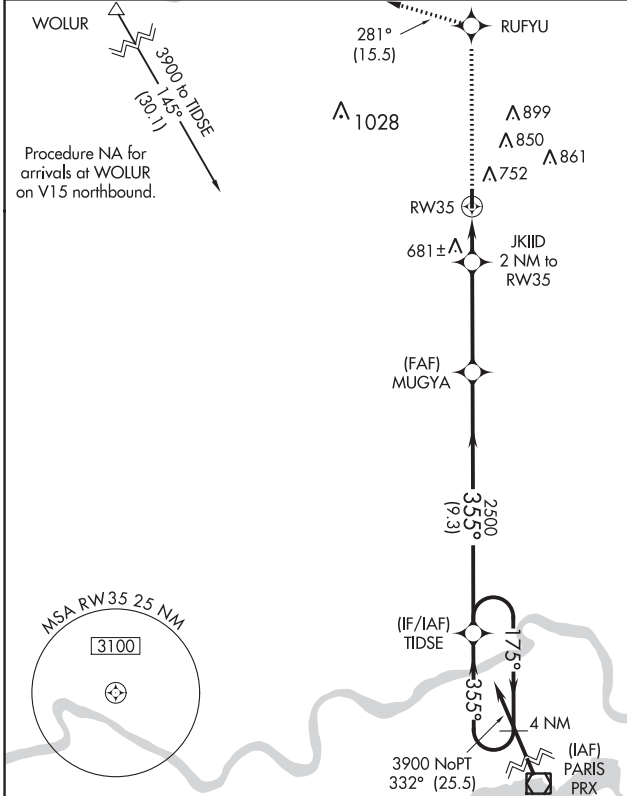 WOLUR
3900 to TIDSE
145°
(30.1)
Procedure NA for
arrivals at WOLUR
on V15 northbound.
281°
(15.5)
RUFYU
1028
899
850
861
752
RW35
681±
JKIID
2 NM to
RW35
(FAF)
MUGYA
2500
355°
(9.3)
MSA RW35 25 NM
3100
(IF/IAF)
TIDSE
175°
355°
4 NM
3900 NoPT
332° (25.5)
(IAF)
PARIS
PRX